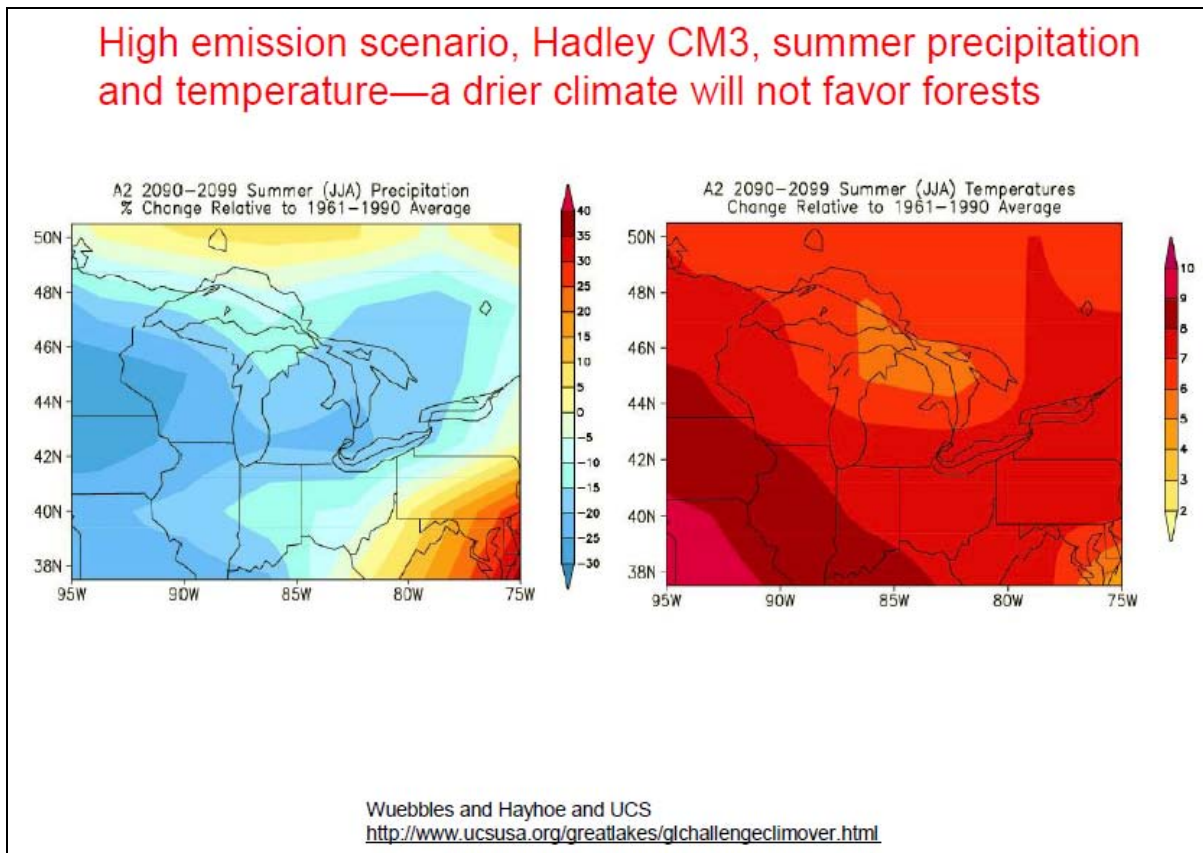 High emission scenario, Hadley CM3, summer precipitation
and temperature—a drier climate will not favor forests
A2 2090–2099 Summer (JJA) Precipitation
% Change Relative to 1961–1990 Average
50N
48N
46N
44N
42N
40N
38N
95W 90W 85W 80W 75W
40
35
30
25
20
15
10
5
0
−5
−10
−15
−20
−25
−30
A2 2090–2099 Summer (JJA) Temperatures
Change Relative to 1961–1990 Average
50N
48N
46N
44N
42N
40N
38N
95W 90W 85W 80W 75W
10
9
8
7
6
5
4
3
2
Wuebbles and Hayhoe and UCS
http://www.ucsusa.org/greatlakes/glchallengeclimover.html